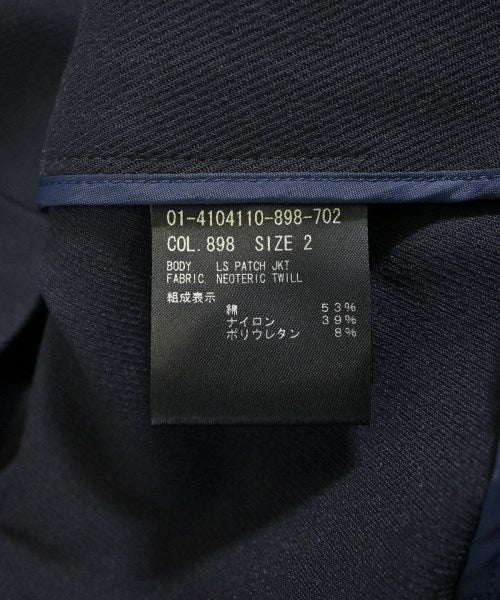 01-4104110-898-702
COL.898 SIZE 2
BODY LS PATCH JKT
FABRIC NEOTERIC TWILL
組成表示
綿 53%
ナイロン 39%
ポリウレタン 8%